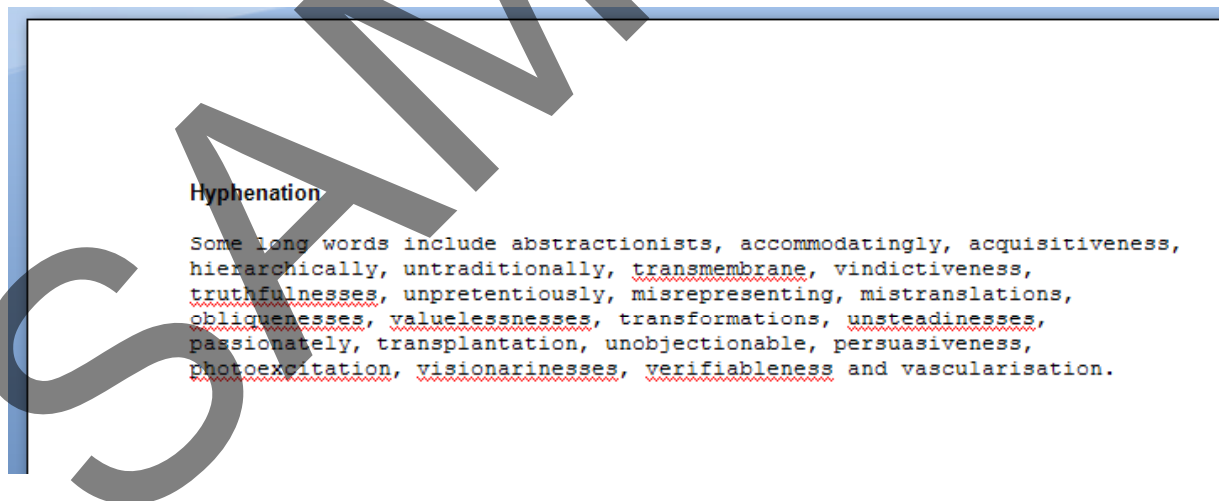 Hyphenation
Some long words include abstractionists, accommodatingly, acquisitiveness,
hierarchically, untraditionally, transmembrane, vindictiveness,
truthfulnesses, unpretentiously, misrepresenting, mistranslations,
obliquenesses, valuelessnesses, transformations, unsteadinesses,
passionately, transplantation, unobjectionable, persuasiveness,
photoexcitation, visionarinesses, verifiableness and vascularisation.
SAM